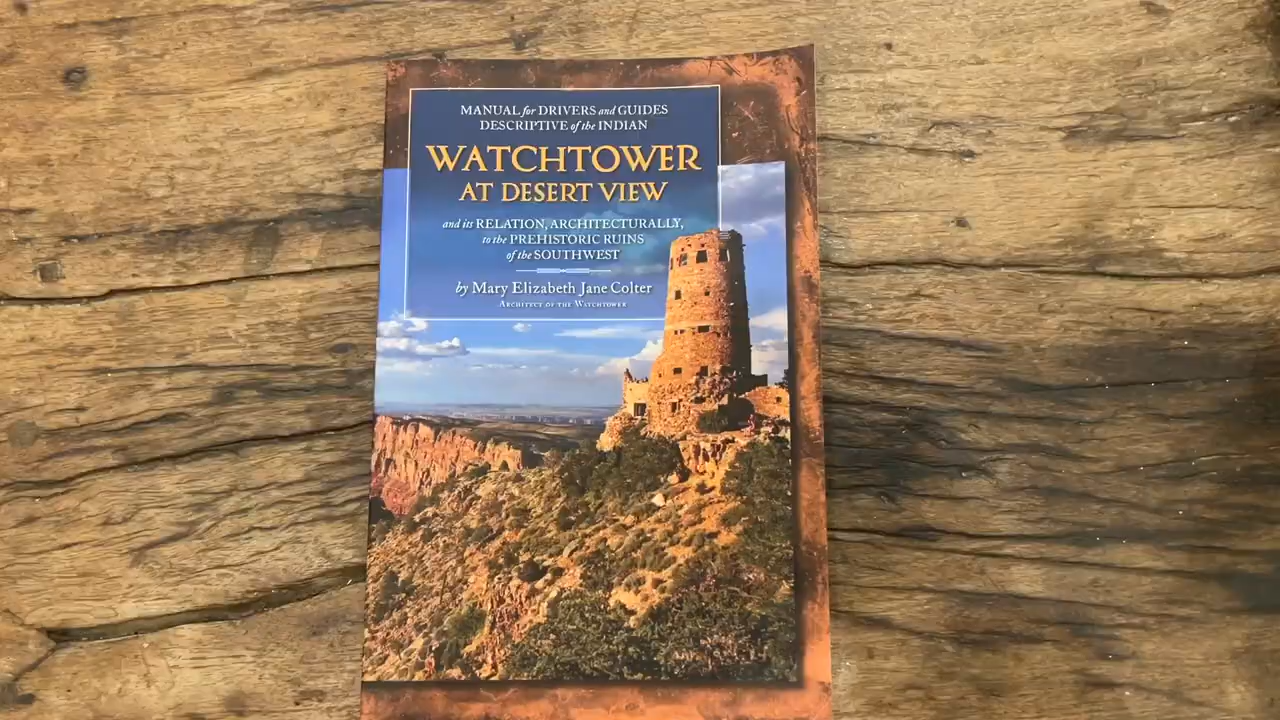 MANUAL for DRIVERS and GUIDES
DESCRIPTIVE of the INDIAN
WATCHTOWER
AT DESERT VIEW
and its RELATION, ARCHITECTURALLY,
to the PREHISTORIC RUINS
of the SOUTHWEST
by Mary Elizabeth Jane Colter
ARCHITECT OF THE WATCHTOWER